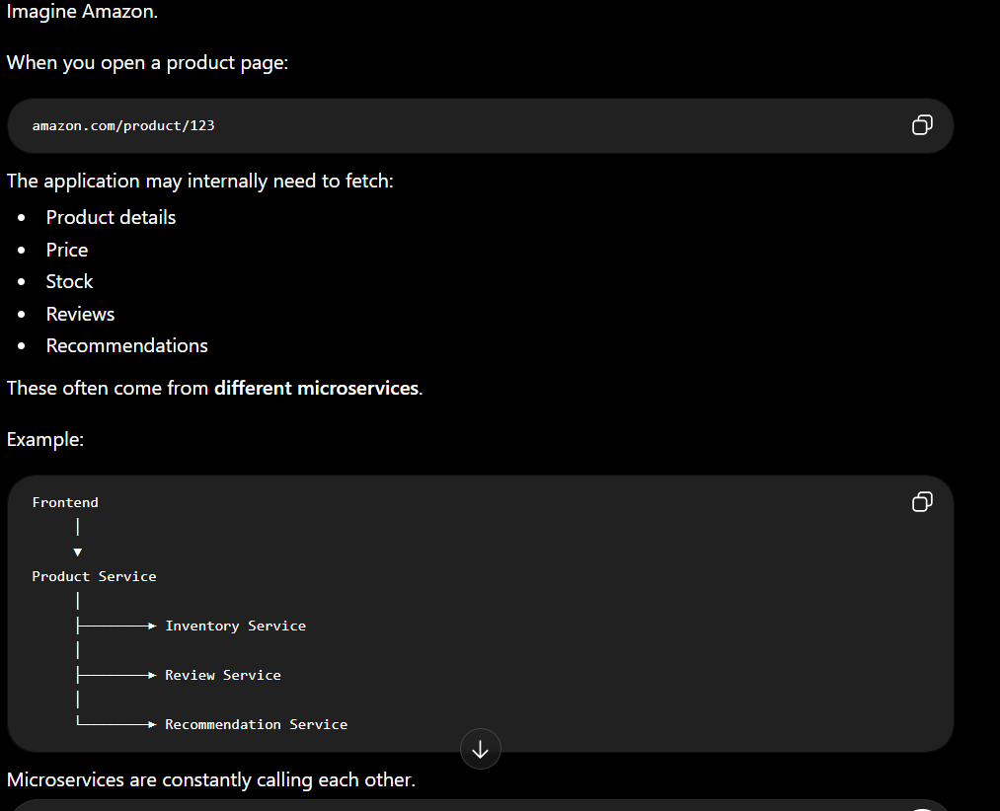 Imagine Amazon.
When you open a product page:
amazon.com/product/123
The application may internally need to fetch:
Product details
Price
Stock
Reviews
Recommendations
These often come from different microservices.
Example:
Frontend
Product Service
Inventory Service
Review Service
Recommendation Service
Microservices are constantly calling each other.